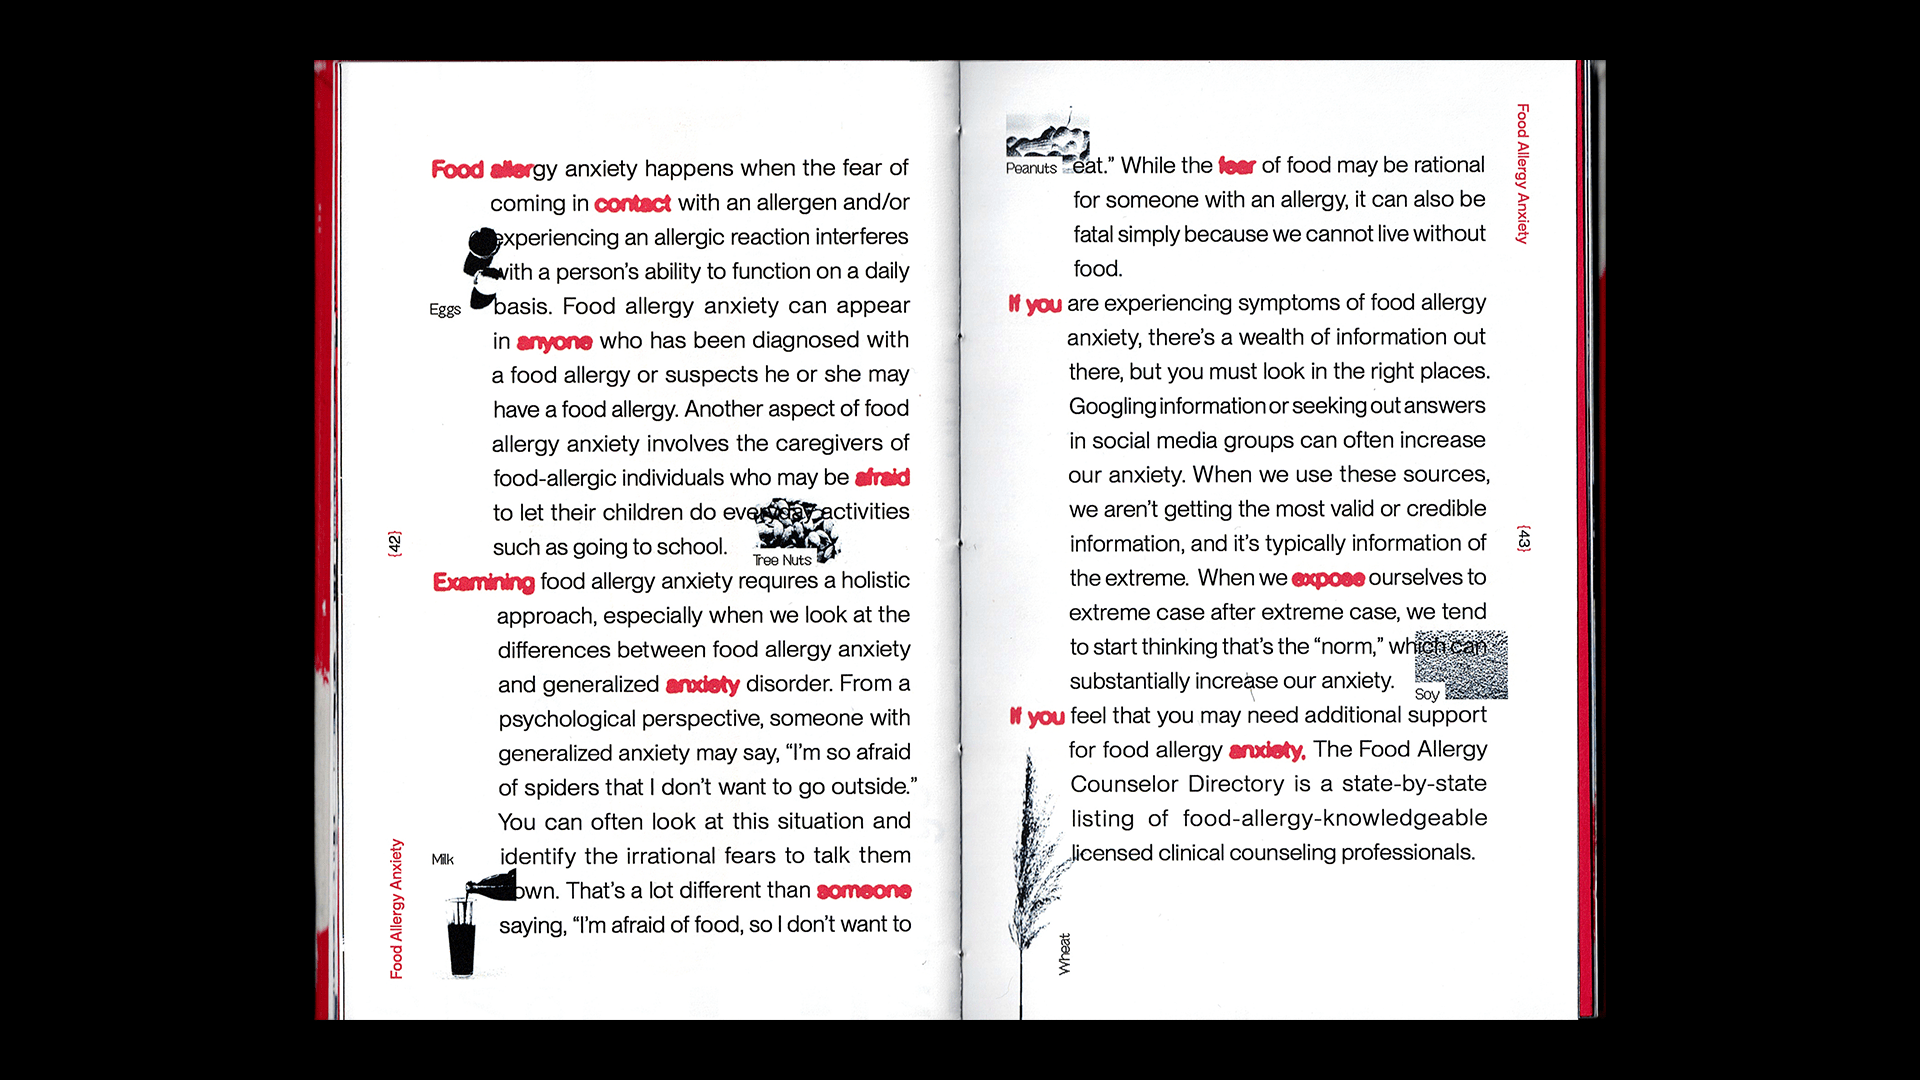 Food allergy anxiety happens when the fear of
coming in contact with an allergen and/or
experiencing an allergic reaction interferes
with a person's ability to function on a daily
Eggs
basis. Food allergy anxiety can appear
in anyone who has been diagnosed with
a food allergy or suspects he or she may
have a food allergy. Another aspect of food
allergy anxiety involves the caregivers of
food-allergic individuals who may be afraid
to let their children do everyday activities
such as going to school.
Tree Nuts
Examining food allergy anxiety requires a holistic
approach, especially when we look at the
differences between food allergy anxiety
and generalized anxiety disorder. From a
psychological perspective, someone with
generalized anxiety may say, “I’m so afraid
of spiders that I don’t want to go outside.”
You can often look at this situation and
Milk
identify the irrational fears to talk them
own. That’s a lot different than someone
saying, “I’m afraid of food, so I don’t want to
{42}
Food Allergy Anxiety
Peanuts
eat.” While the fear of food may be rational
for someone with an allergy, it can also be
fatal simply because we cannot live without
food.
If you are experiencing symptoms of food allergy
anxiety, there’s a wealth of information out
there, but you must look in the right places.
Googling information or seeking out answers
in social media groups can often increase
our anxiety. When we use these sources,
we aren’t getting the most valid or credible
information, and it’s typically information of
the extreme. When we expose ourselves to
extreme case after extreme case, we tend
to start thinking that’s the “norm,” which can
substantially increase our anxiety.
Soy
If you feel that you may need additional support
for food allergy anxiety, The Food Allergy
Counselor Directory is a state-by-state
listing of food-allergy-knowledgeable
licensed clinical counseling professionals.
Wheat
Food Allergy Anxiety
{43}